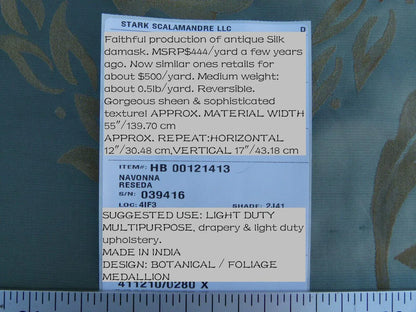 STARK SCALAMANDRE LLC D
Faithful production of antique Silk
damask. MSRP$444/yard a few years
ago. Now similar ones retails for
about $500/yard. Medium weight:
about 0.5lb/yard. Reversible.
Gorgeous sheen & sophisticated
texture! APPROX. MATERIAL WIDTH
55"/139.70 cm
APPROX. REPEAT:HORIZONTAL
12"/30.48 cm,VERTICAL 17"/43.18 cm
ITEM#: HB 00121413
NAVONNA
RESEDA
S/N: 039416
LOC: 4IF3 SHADE: 2J41
SUGGESTED USE: LIGHT DUTY
MULTIPURPOSE, drapery & light duty
upholstery.
MADE IN INDIA
DESIGN: BOTANICAL / FOLIAGE
MEDALLION
411210/0280 X